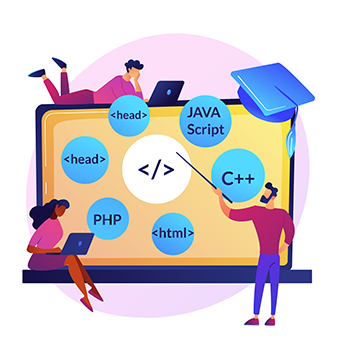 <head>
JAVA
Script
<head>
</>
C++
PHP
<html>